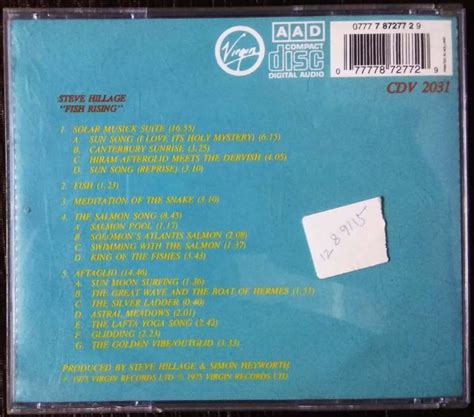 0777 7 87277 2 9
Virgin
AAD
COMPACT
disc
DIGITAL AUDIO
0 77778 72772 9
CDV 2031
STEVE HILLAGE
"FISH RISING"
1. SOLAR MUSICK SUITE (16.55)
A. SUN SONG (I LOVE ITS HOLY MYSTERY) (6:15)
B. CANTERBURY SUNRISE (3.25)
C. HIRAM AFTERGLID MEETS THE DERVISH (4.05)
D. SUN SONG (REPRISE) (3.10)
2. FISH (1.23)
3. MEDITATION OF THE SNAKE (3.10)
4. THE SALMON SONG (8.45)
A. SALMON POOL (1.17)
B. SOLOMON'S ATLANTIS SALMON (2.08)
C. SWIMMING WITH THE SALMON (1.37)
D. KING OF THE FISHES (3.43)
5. AFTAGLID (14.46)
A. SUN MOON SURFING (1.36)
B. THE GREAT WAVE AND THE BOAT OF HERMES (1.51)
C. THE SILVER LADDER (0.40)
D. ASTRAL MEADOWS (2.01)
E. THE LAFTA YOGA SONG (2.42)
F. GLIDDING (2.23)
G. THE GOLDEN VIBE/OUTGLID (3.33)
PRODUCED BY STEVE HILLAGE & SIMON HEYWORTH
℗ 1975 VIRGIN RECORDS LTD © 1975 VIRGIN RECORDS LTD.